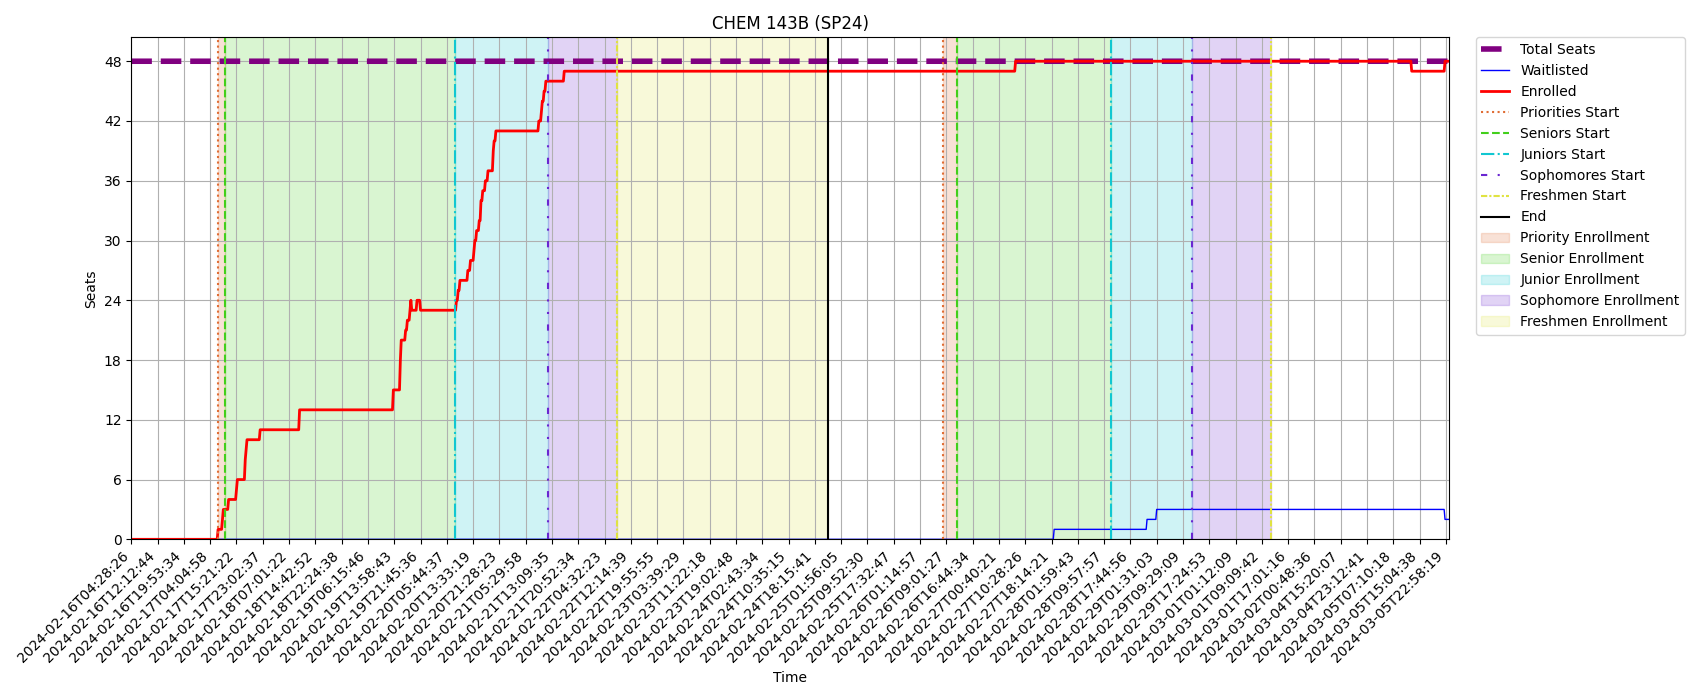 CHEM 143B (SP24)
Seats
48
42
36
30
24
18
12
6
0
2024-02-16T04:28:26
2024-02-16T12:12:44
2024-02-16T19:53:34
2024-02-17T04:04:58
2024-02-17T15:21:22
2024-02-17T23:02:37
2024-02-18T07:01:22
2024-02-18T14:42:52
2024-02-18T22:24:38
2024-02-19T06:15:46
2024-02-19T13:58:43
2024-02-19T21:45:36
2024-02-20T05:44:37
2024-02-20T13:33:19
2024-02-20T21:28:23
2024-02-21T05:29:58
2024-02-21T13:09:35
2024-02-21T20:52:34
2024-02-22T04:32:23
2024-02-22T12:14:39
2024-02-22T19:55:55
2024-02-23T03:39:29
2024-02-23T11:22:18
2024-02-23T19:02:48
2024-02-24T02:43:34
2024-02-24T10:35:15
2024-02-24T18:15:41
2024-02-25T01:56:05
2024-02-25T09:52:30
2024-02-25T17:32:47
2024-02-26T01:14:57
2024-02-26T09:01:27
2024-02-26T16:44:34
2024-02-27T00:40:21
2024-02-27T10:28:26
2024-02-27T18:14:21
2024-02-28T01:59:43
2024-02-28T09:57:57
2024-02-28T17:44:56
2024-02-29T01:31:03
2024-02-29T09:29:09
2024-02-29T17:24:53
2024-03-01T01:12:09
2024-03-01T09:09:42
2024-03-01T17:01:16
2024-03-02T00:48:36
2024-03-04T15:20:07
2024-03-04T23:12:41
2024-03-05T07:10:18
2024-03-05T15:04:38
2024-03-05T22:58:19
Time
Total Seats
Waitlisted
Enrolled
Priorities Start
Seniors Start
Juniors Start
Sophomores Start
Freshmen Start
End
Priority Enrollment
Senior Enrollment
Junior Enrollment
Sophomore Enrollment
Freshmen Enrollment